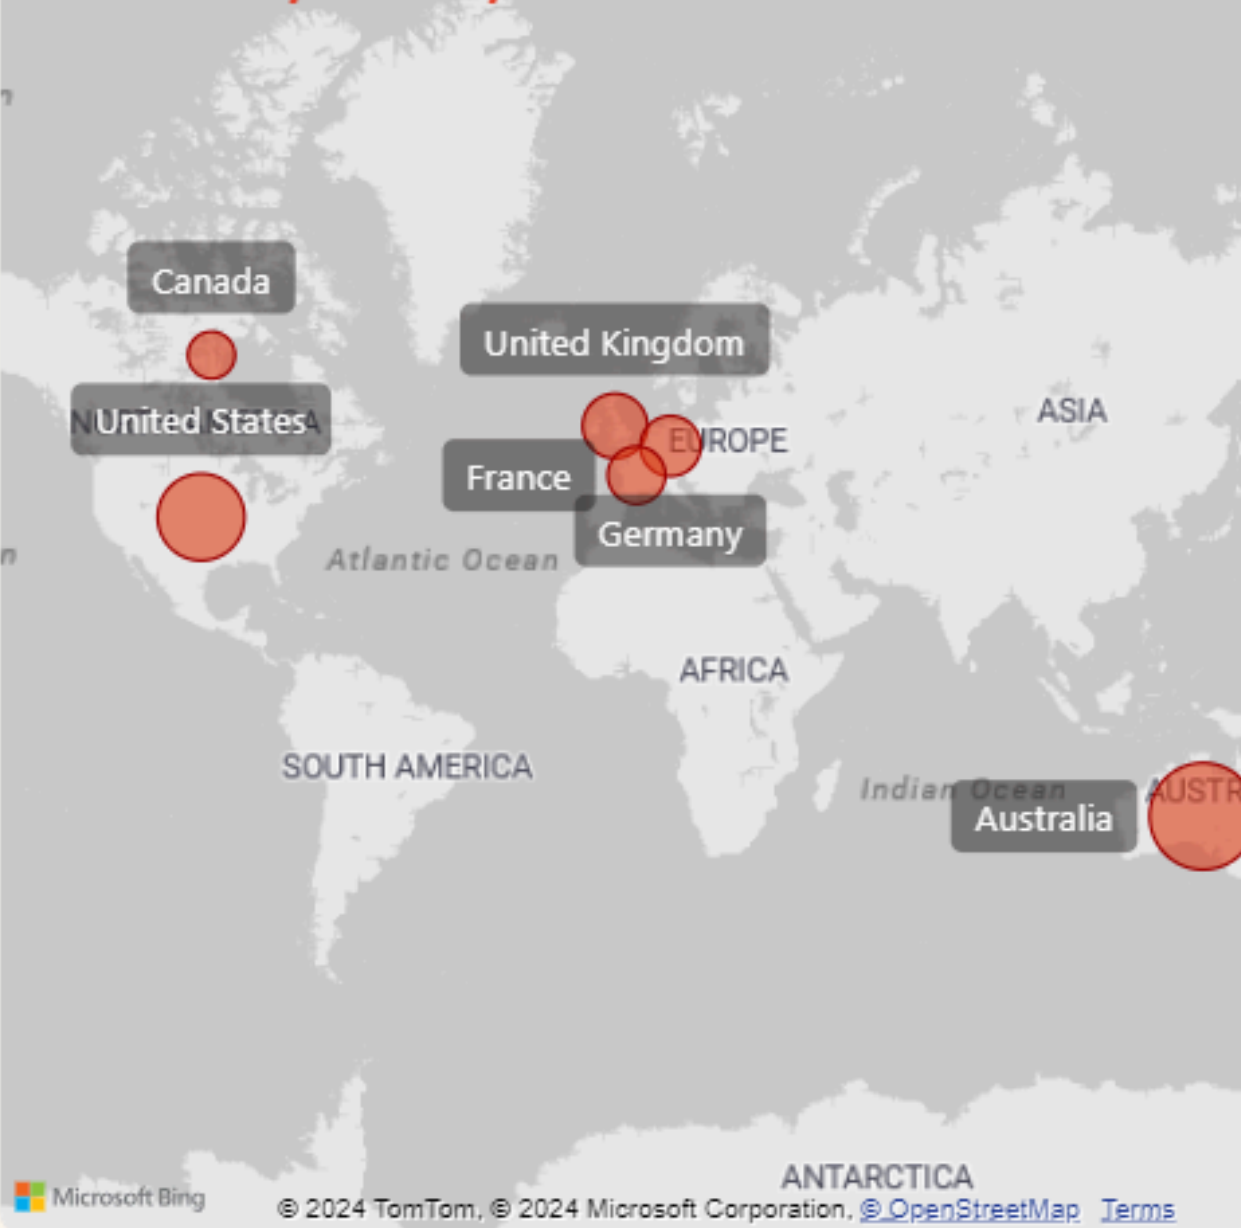 Canada
United States
United Kingdom
ASIA
EUROPE
France
Germany
Atlantic Ocean
AFRICA
SOUTH AMERICA
Indian Ocean
AUSTR
Australia
ANTARCTICA
Microsoft Bing
© 2024 TomTom, © 2024 Microsoft Corporation, © OpenStreetMap Terms